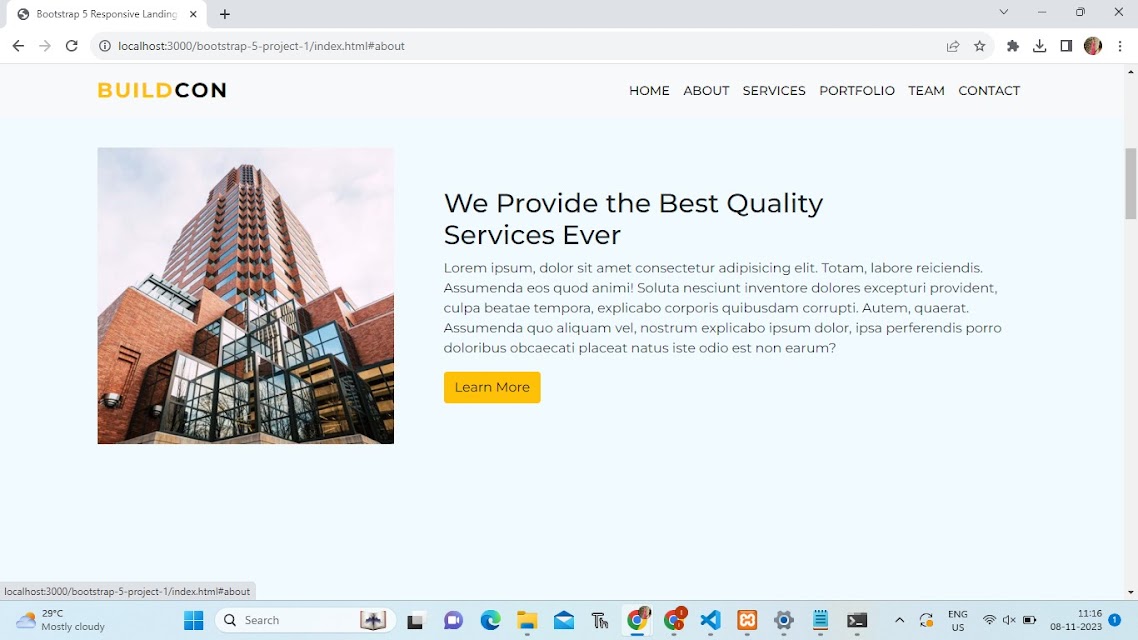 Bootstrap 5 Responsive Landing
localhost:3000/bootstrap-5-project-1/index.html#about
BUILDCON
HOME ABOUT SERVICES PORTFOLIO TEAM CONTACT
We Provide the Best Quality
Services Ever
Lorem ipsum, dolor sit amet consectetur adipisicing elit. Totam, labore reiciendis.
Assumenda eos quod animi! Soluta nesciunt inventore dolores excepturi provident,
culpa beatae tempora, explicabo corporis quibusdam corrupti. Autem, quaerat.
Assumenda quo aliquam vel, nostrum explicabo ipsum dolor, ipsa perferendis porro
doloribus obcaecati placeat natus iste odio est non earum?
Learn More
localhost:3000/bootstrap-5-project-1/index.html#about
29°C
Mostly cloudy
Search
ENG
US
11:16
08-11-2023
1